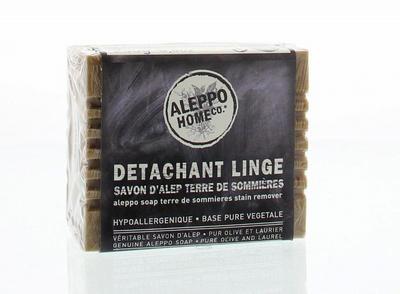 ALEPPO
HOME CO.
DETACHANT LINGE
SAVON D'ALEP TERRE DE SOMMIÈRES
aleppo soap terre de sommieres stain remover
HYPOALLERGENIQUE • BASE PURE VEGETALE
VÉRITABLE SAVON D'ALEP • PUR OLIVE ET LAURIER
GENUINE ALEPPO SOAP • PURE OLIVE AND LAUREL